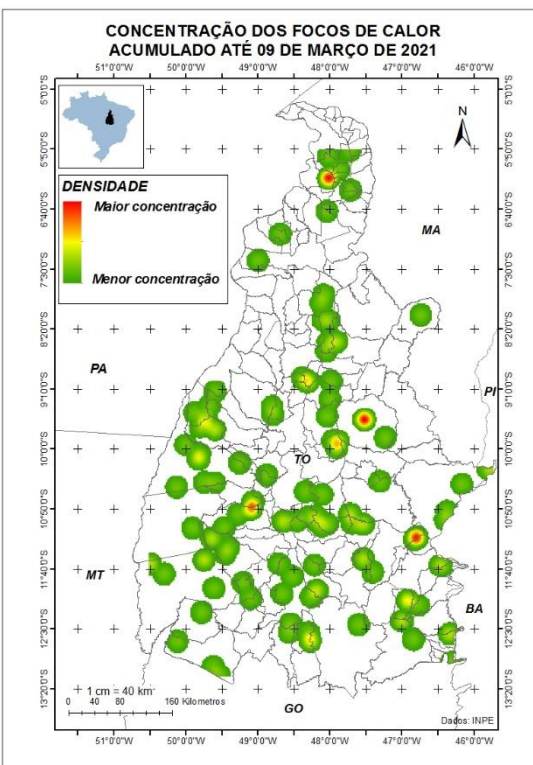 CONCENTRAÇÃO DOS FOCOS DE CALOR
ACUMULADO ATÉ 09 DE MARÇO DE 2021
51°0'0"W 50°0'0"W 49°0'0"W 48°0'0"W 47°0'0"W 46°0'0"W
5°0'0"S
5°50'0"S
6°40'0"S
7°30'0"S
8°20'0"S
9°10'0"S
10°0'0"S
10°50'0"S
11°40'0"S
12°30'0"S
13°20'0"S
N
DENSIDADE
Maior concentração
Menor concentração
MA
PA
PI
TO
MT
BA
GO
1 cm = 40 km
0 40 80 160 Kilometros
Dados: INPE
5°0'0"S
5°50'0"S
6°40'0"S
7°30'0"S
8°20'0"S
9°10'0"S
10°0'0"S
10°50'0"S
11°40'0"S
12°30'0"S
13°20'0"S
51°0'0"W 50°0'0"W 49°0'0"W 48°0'0"W 47°0'0"W 46°0'0"W